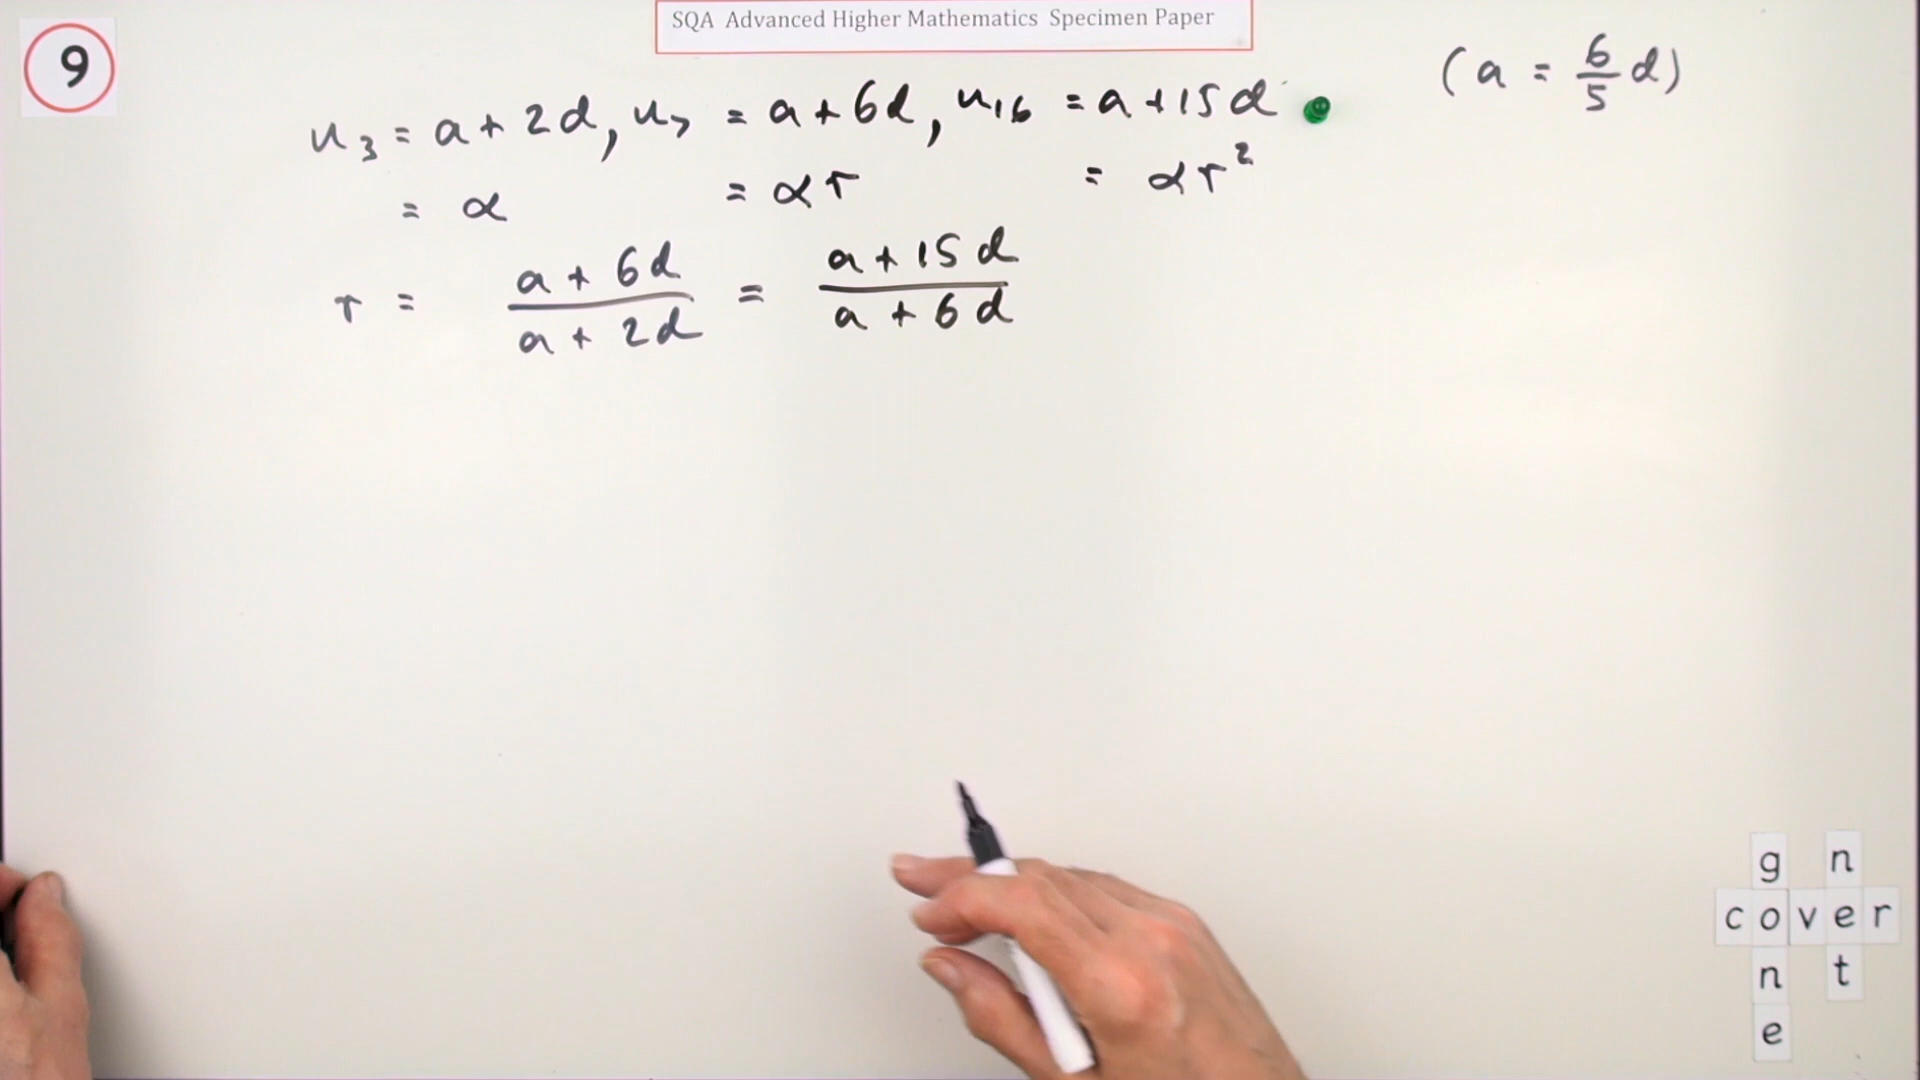 9
SQA Advanced Higher Mathematics Specimen Paper
(a = 6/5 d)
u₃ = a + 2d, u₇ = a + 6d, u₁₆ = a + 15d
= α = αr = αr²
r = (a + 6d)/(a + 2d) = (a + 15d)/(a + 6d)
g n
cover
n t
e